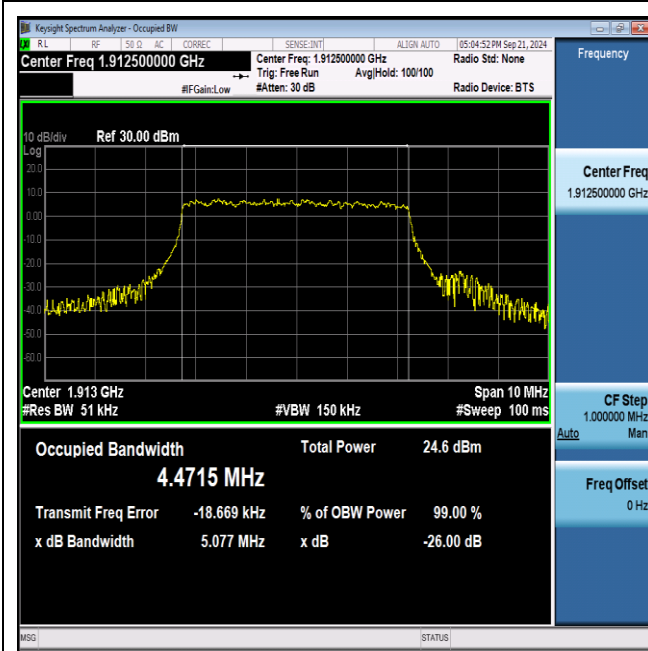 Keysight Spectrum Analyzer - Occupied BW
RL RF 50 Ω AC CORREC SENSE:INT ALIGN AUTO 05:04:52 PM Sep 21, 2024
Center Freq 1.912500000 GHz
Center Freq: 1.912500000 GHz Radio Std: None
Trig: Free Run Avg|Hold: 100/100
#IFGain:Low #Atten: 30 dB Radio Device: BTS
Frequency
10 dB/div Ref 30.00 dBm
Log
20.0
10.0
0.00
-10.0
-20.0
-30.0
-40.0
-50.0
-60.0
Center 1.913 GHz Span 10 MHz
#Res BW 51 kHz #VBW 150 kHz #Sweep 100 ms
Occupied Bandwidth Total Power 24.6 dBm
4.4715 MHz
Transmit Freq Error -18.669 kHz % of OBW Power 99.00 %
x dB Bandwidth 5.077 MHz x dB -26.00 dB
Center Freq
1.912500000 GHz
CF Step
1.000000 MHz
Auto Man
Freq Offset
0 Hz
MSG STATUS